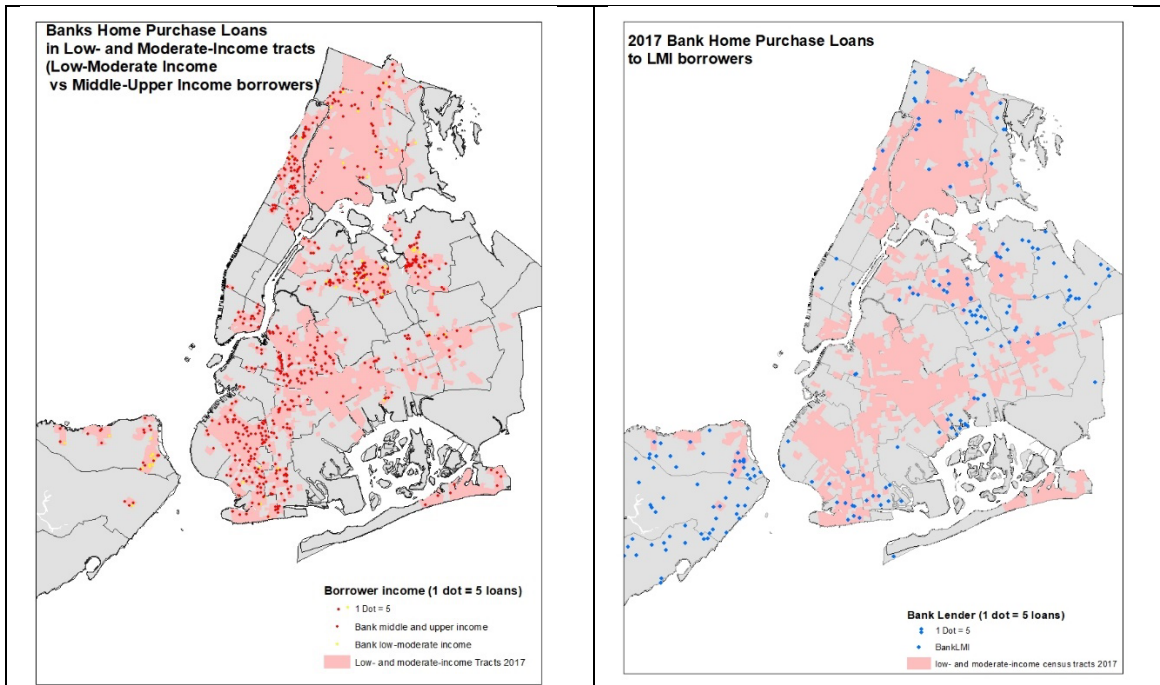 Banks Home Purchase Loans
in Low- and Moderate-Income tracts
(Low-Moderate Income
vs Middle-Upper Income borrowers)
Borrower income (1 dot = 5 loans)
1 Dot = 5
Bank middle and upper income
Bank low-moderate income
Low- and moderate-income Tracts 2017
2017 Bank Home Purchase Loans
to LMI borrowers
Bank Lender (1 dot = 5 loans)
1 Dot = 5
BankLMI
low- and moderate-income census tracts 2017